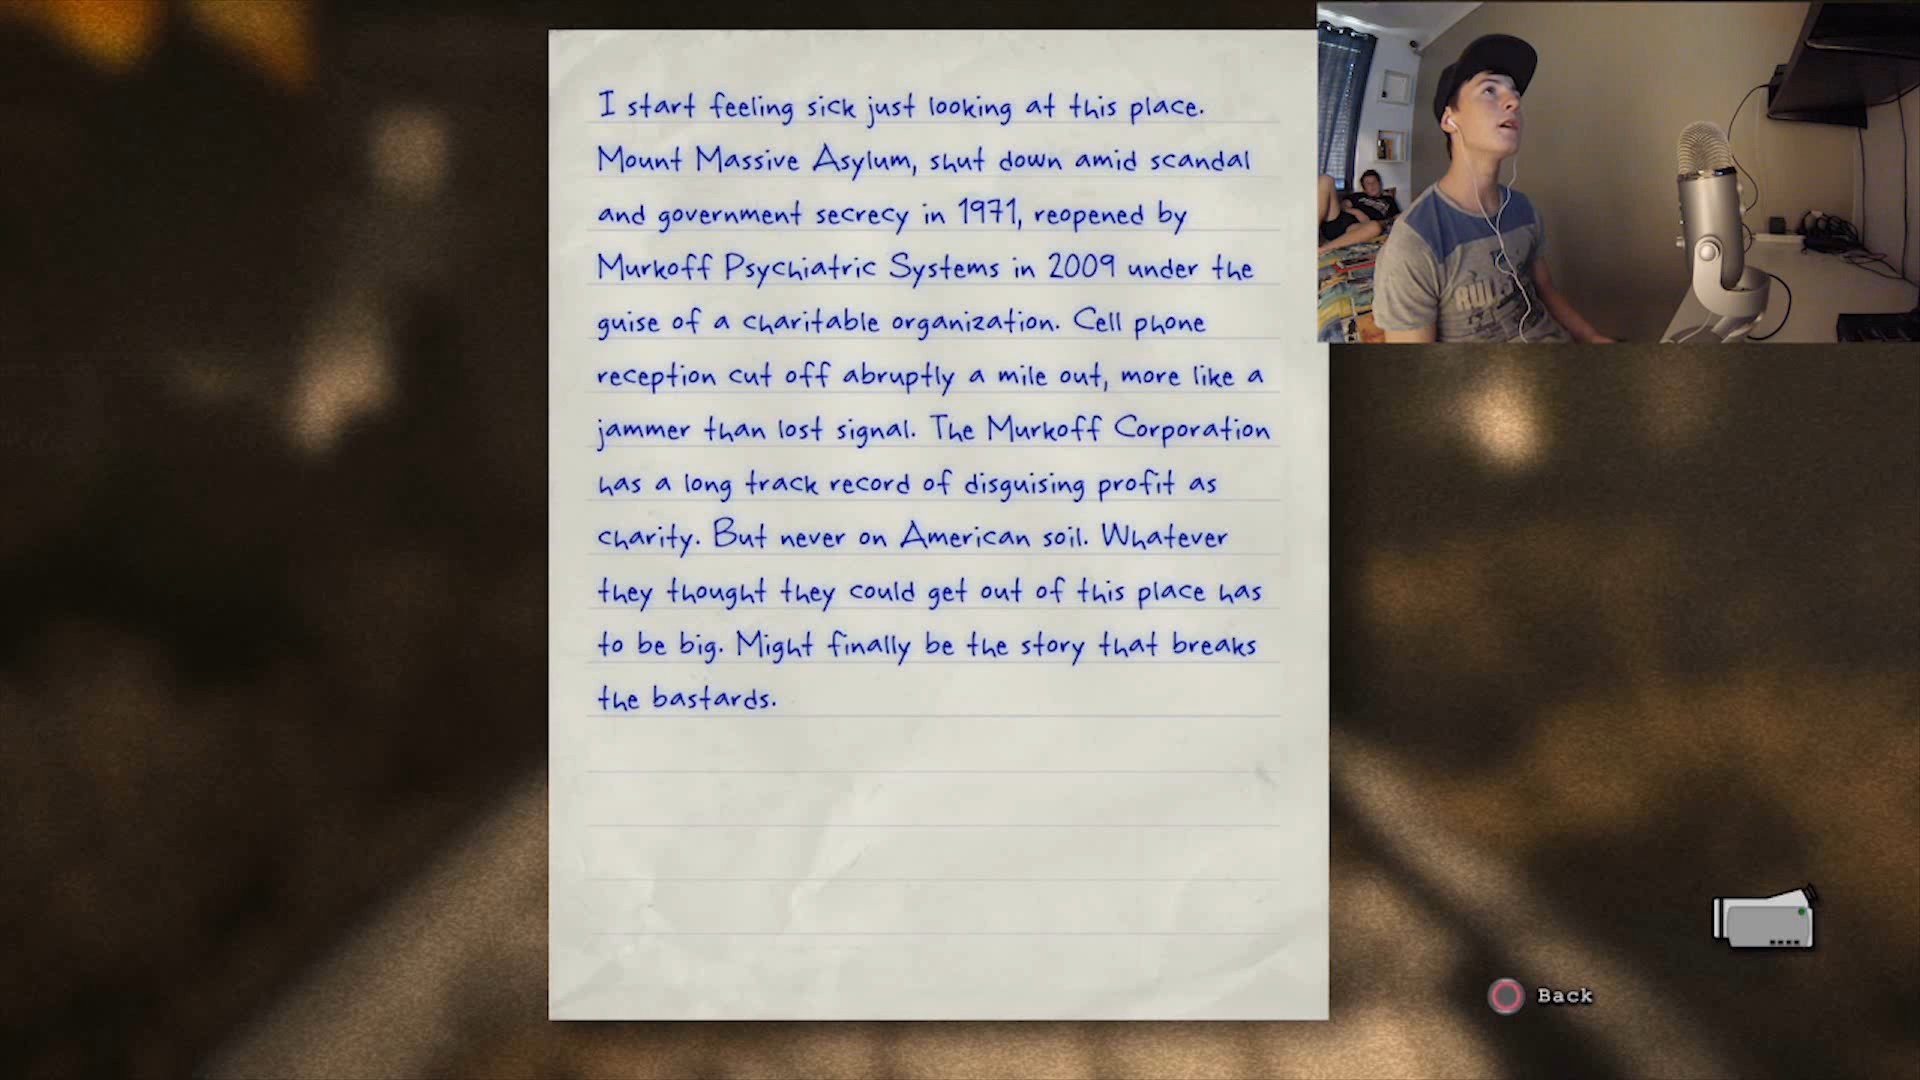 I start feeling sick just looking at this place.
Mount Massive Asylum, shut down amid scandal
and government secrecy in 1971, reopened by
Murkoff Psychiatric Systems in 2009 under the
guise of a charitable organization. Cell phone
reception cut off abruptly a mile out, more like a
jammer than lost signal. The Murkoff Corporation
has a long track record of disguising profit as
charity. But never on American soil. Whatever
they thought they could get out of this place has
to be big. Might finally be the story that breaks
the bastards.
Back